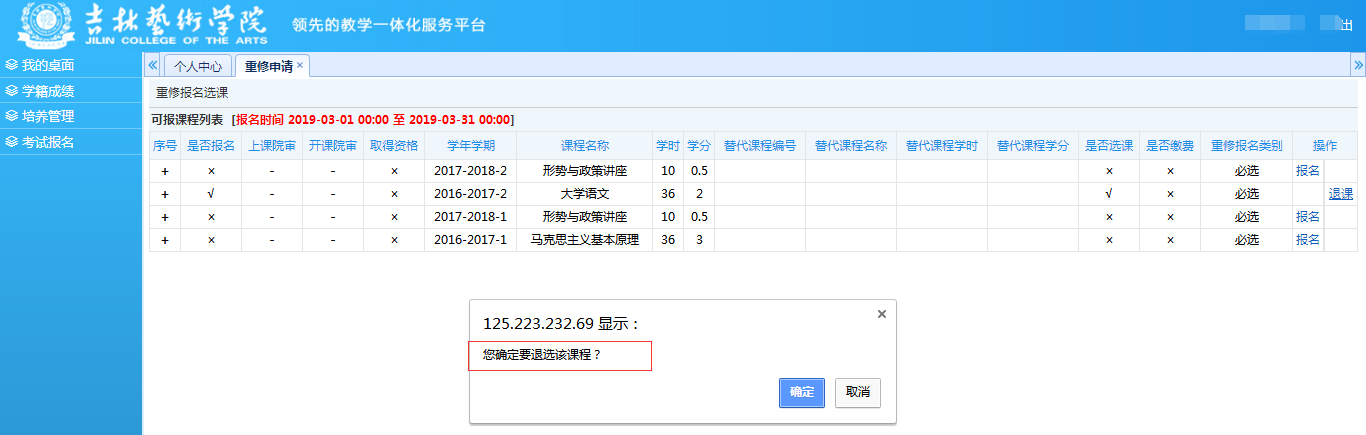 吉林藝術学院
JILIN COLLEGE OF THE ARTS
领先的教学一体化服务平台
出
我的桌面
学籍成绩
培养管理
考试报名
« 个人中心 重修申请 × »
重修报名选课
可报课程列表 [报名时间 2019-03-01 00:00 至 2019-03-31 00:00]
序号 是否报名 上课院审 开课院审 取得资格 学年学期 课程名称 学时 学分 替代课程编号 替代课程名称 替代课程学时 替代课程学分 是否选课 是否缴费 重修报名类别 操作
+ × - - × 2017-2018-2 形势与政策讲座 10 0.5 × × 必选 报名
+ √ - - × 2016-2017-2 大学语文 36 2 √ × 必选 退课
+ × - - × 2017-2018-1 形势与政策讲座 10 0.5 × × 必选 报名
+ × - - × 2016-2017-1 马克思主义基本原理 36 3 × × 必选 报名
125.223.232.69 显示：
×
您确定要退选该课程？
确定 取消